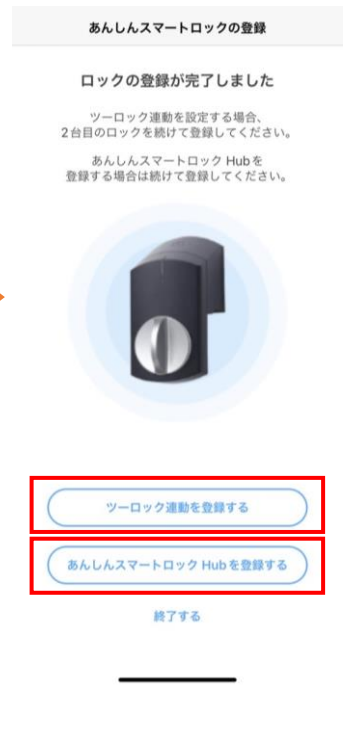 あんしんスマートロックの登録
ロックの登録が完了しました
ツーロック連動を設定する場合、
2台目のロックを続けて登録してください。
あんしんスマートロック Hubを
登録する場合は続けて登録してください。
ツーロック連動を登録する
あんしんスマートロック Hubを登録する
終了する